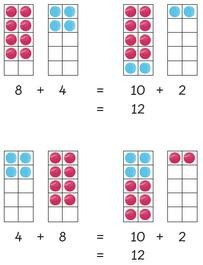 8 + 4 = 10 + 2
= 12
4 + 8 = 10 + 2
= 12